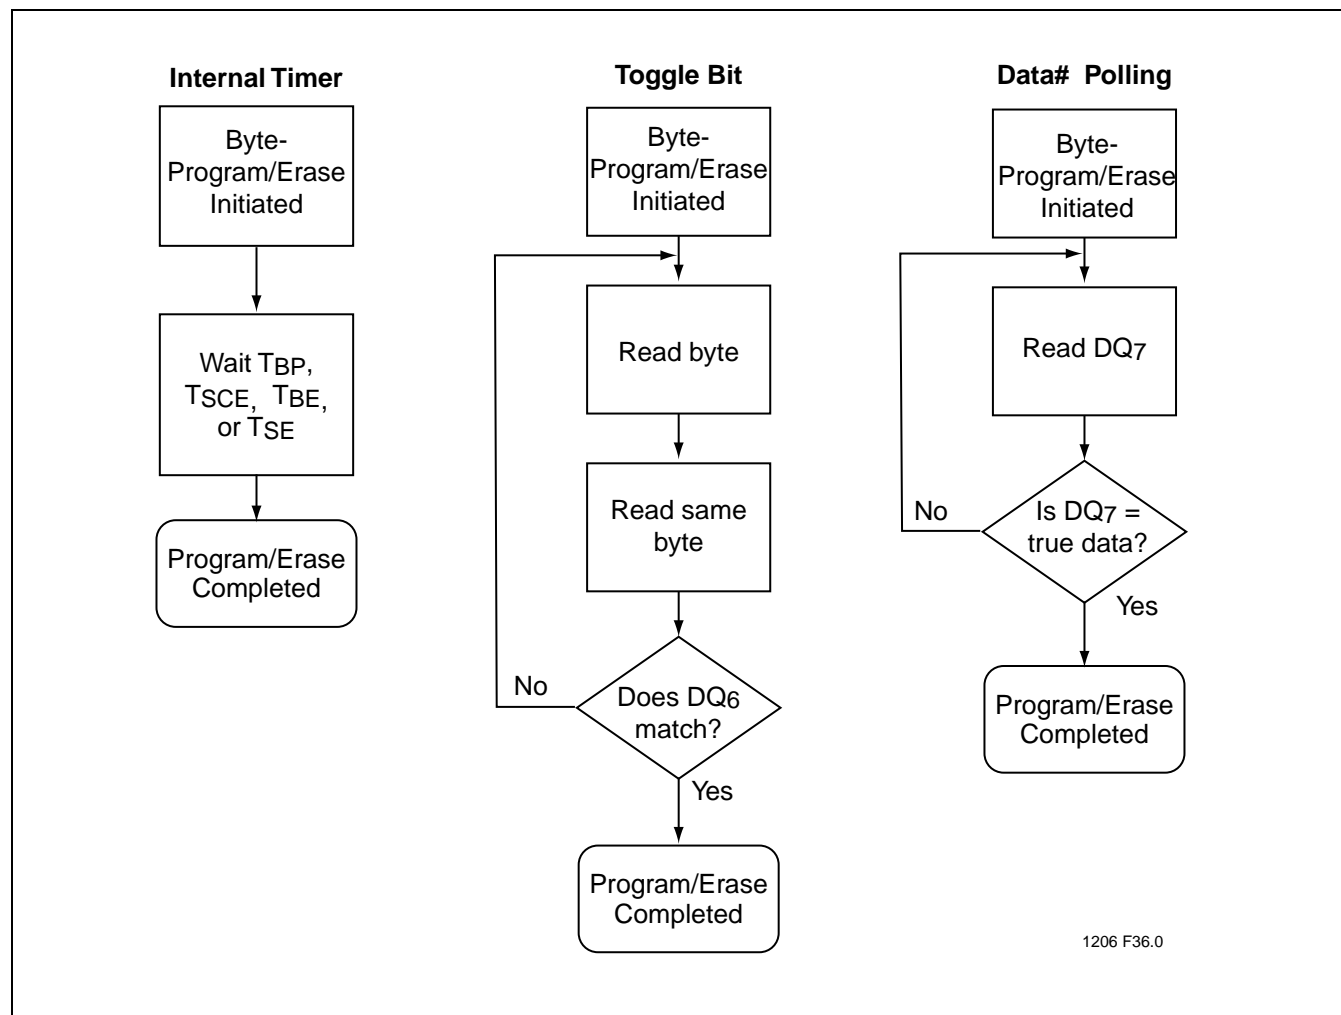 Internal Timer
Byte-
Program/Erase
Initiated
Wait TBP,
TSCE, TBE,
or TSE
Program/Erase
Completed
Toggle Bit
Byte-
Program/Erase
Initiated
Read byte
Read same
byte
No
Does DQ6
match?
Yes
Program/Erase
Completed
Data# Polling
Byte-
Program/Erase
Initiated
Read DQ7
No
Is DQ7 =
true data?
Yes
Program/Erase
Completed
1206 F36.0